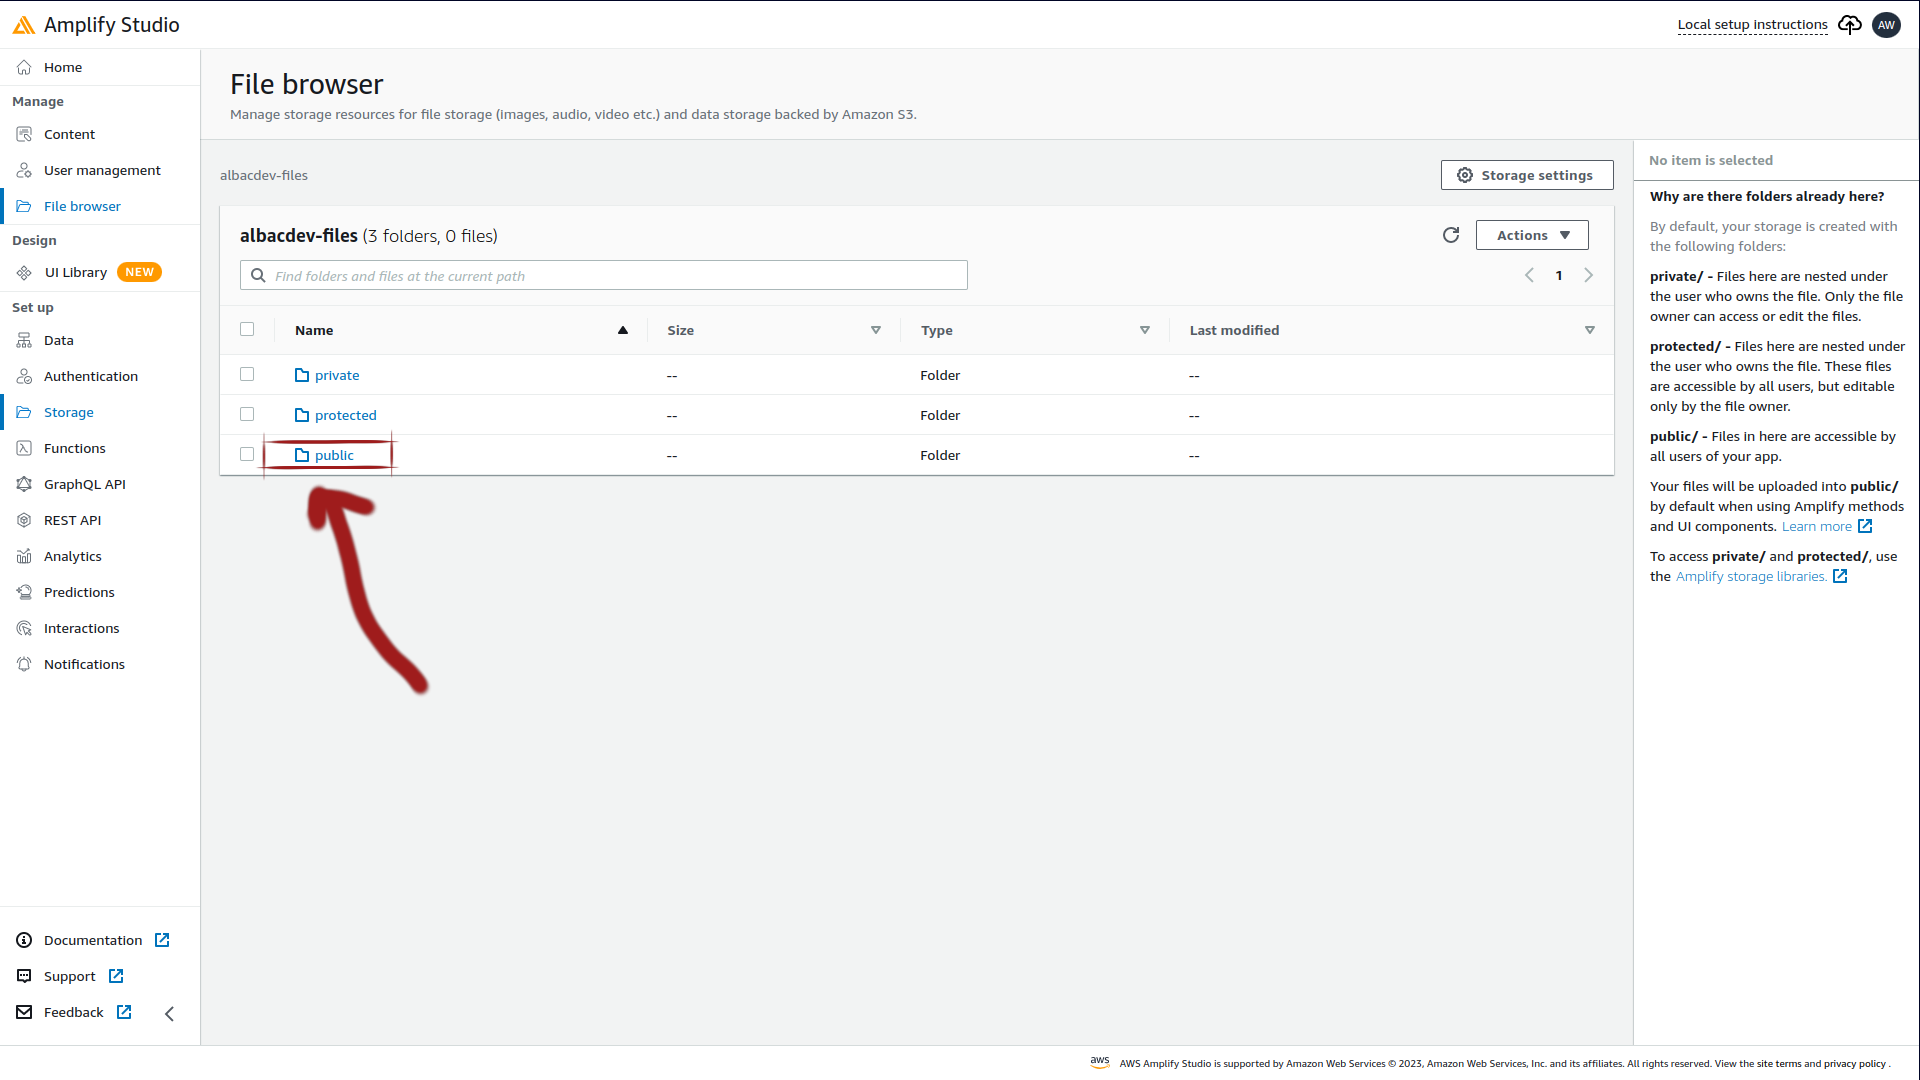 Amplify Studio
Local setup instructions
AW
Home
Manage
Content
User management
File browser
Design
UI Library NEW
Set up
Data
Authentication
Storage
Functions
GraphQL API
REST API
Analytics
Predictions
Interactions
Notifications
Documentation
Support
Feedback
File browser
Manage storage resources for file storage (images, audio, video etc.) and data storage backed by Amazon S3.
albacdev-files
Storage settings
albacdev-files (3 folders, 0 files)
Actions
Find folders and files at the current path
1
Name Size Type Last modified
private -- Folder --
protected -- Folder --
public -- Folder --
No item is selected
Why are there folders already here?
By default, your storage is created with
the following folders:
private/ - Files here are nested under
the user who owns the file. Only the file
owner can access or edit the files.
protected/ - Files here are nested under
the user who owns the file. These files
are accessible by all users, but editable
only by the file owner.
public/ - Files in here are accessible by
all users of your app.
Your files will be uploaded into public/
by default when using Amplify methods
and UI components. Learn more
To access private/ and protected/, use
the Amplify storage libraries.
aws AWS Amplify Studio is supported by Amazon Web Services © 2023, Amazon Web Services, Inc. and its affiliates. All rights reserved. View the site terms and privacy policy .